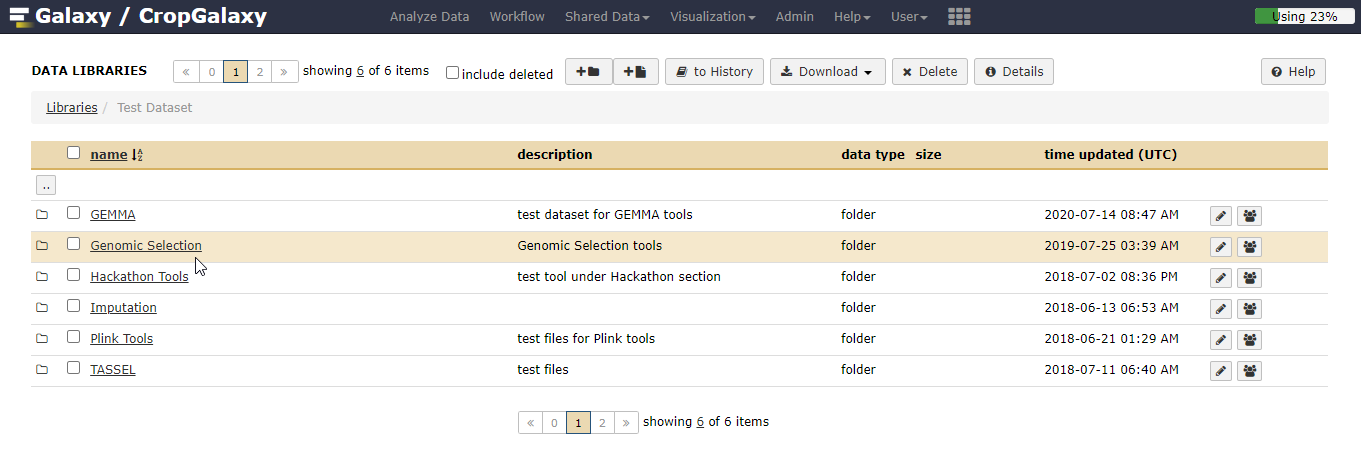 Galaxy / CropGalaxy Analyze Data Workflow Shared Data Visualization Admin Help User Using 23%
DATA LIBRARIES « 0 1 2 » showing 6 of 6 items include deleted + + to History Download Delete Details Help
Libraries / Test Dataset
name description data type size time updated (UTC)
..
GEMMA test dataset for GEMMA tools folder 2020-07-14 08:47 AM
Genomic Selection Genomic Selection tools folder 2019-07-25 03:39 AM
Hackathon Tools test tool under Hackathon section folder 2018-07-02 08:36 PM
Imputation folder 2018-06-13 06:53 AM
Plink Tools test files for Plink tools folder 2018-06-21 01:29 AM
TASSEL test files folder 2018-07-11 06:40 AM
« 0 1 2 » showing 6 of 6 items